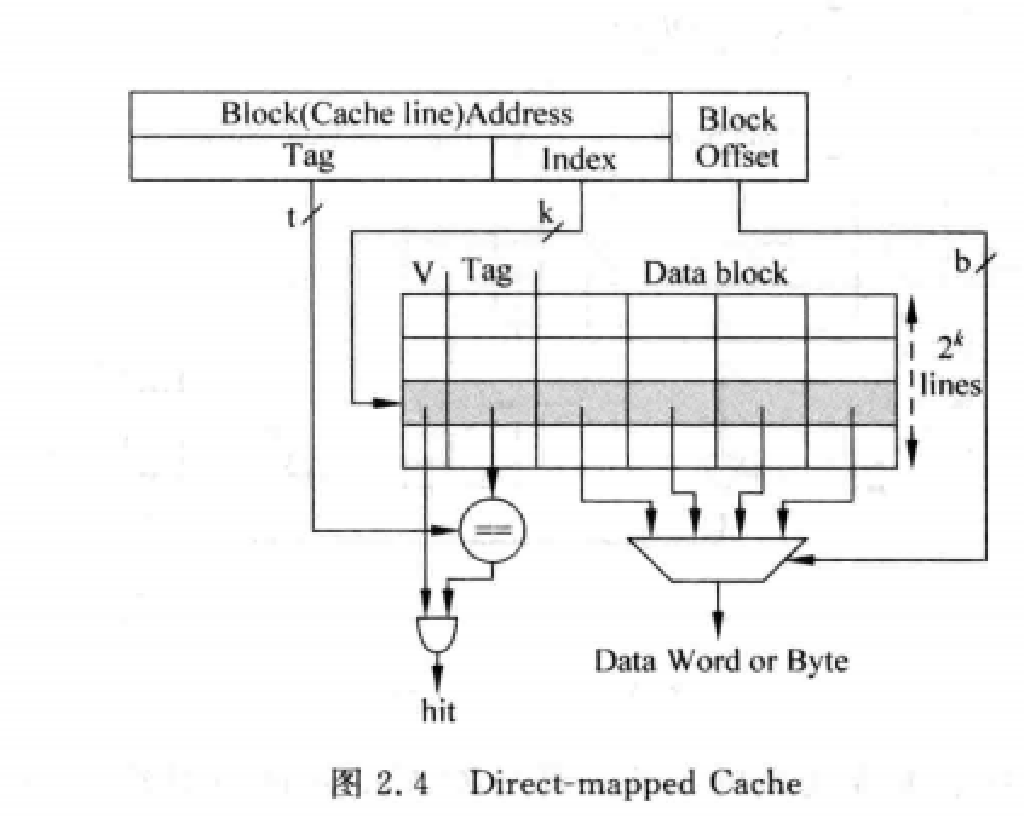 Block(Cache line)Address
Block
Offset
Tag
Index
t
k
b
V
Tag
Data block
2^k
lines
==
hit
Data Word or Byte
图 2.4 Direct-mapped Cache